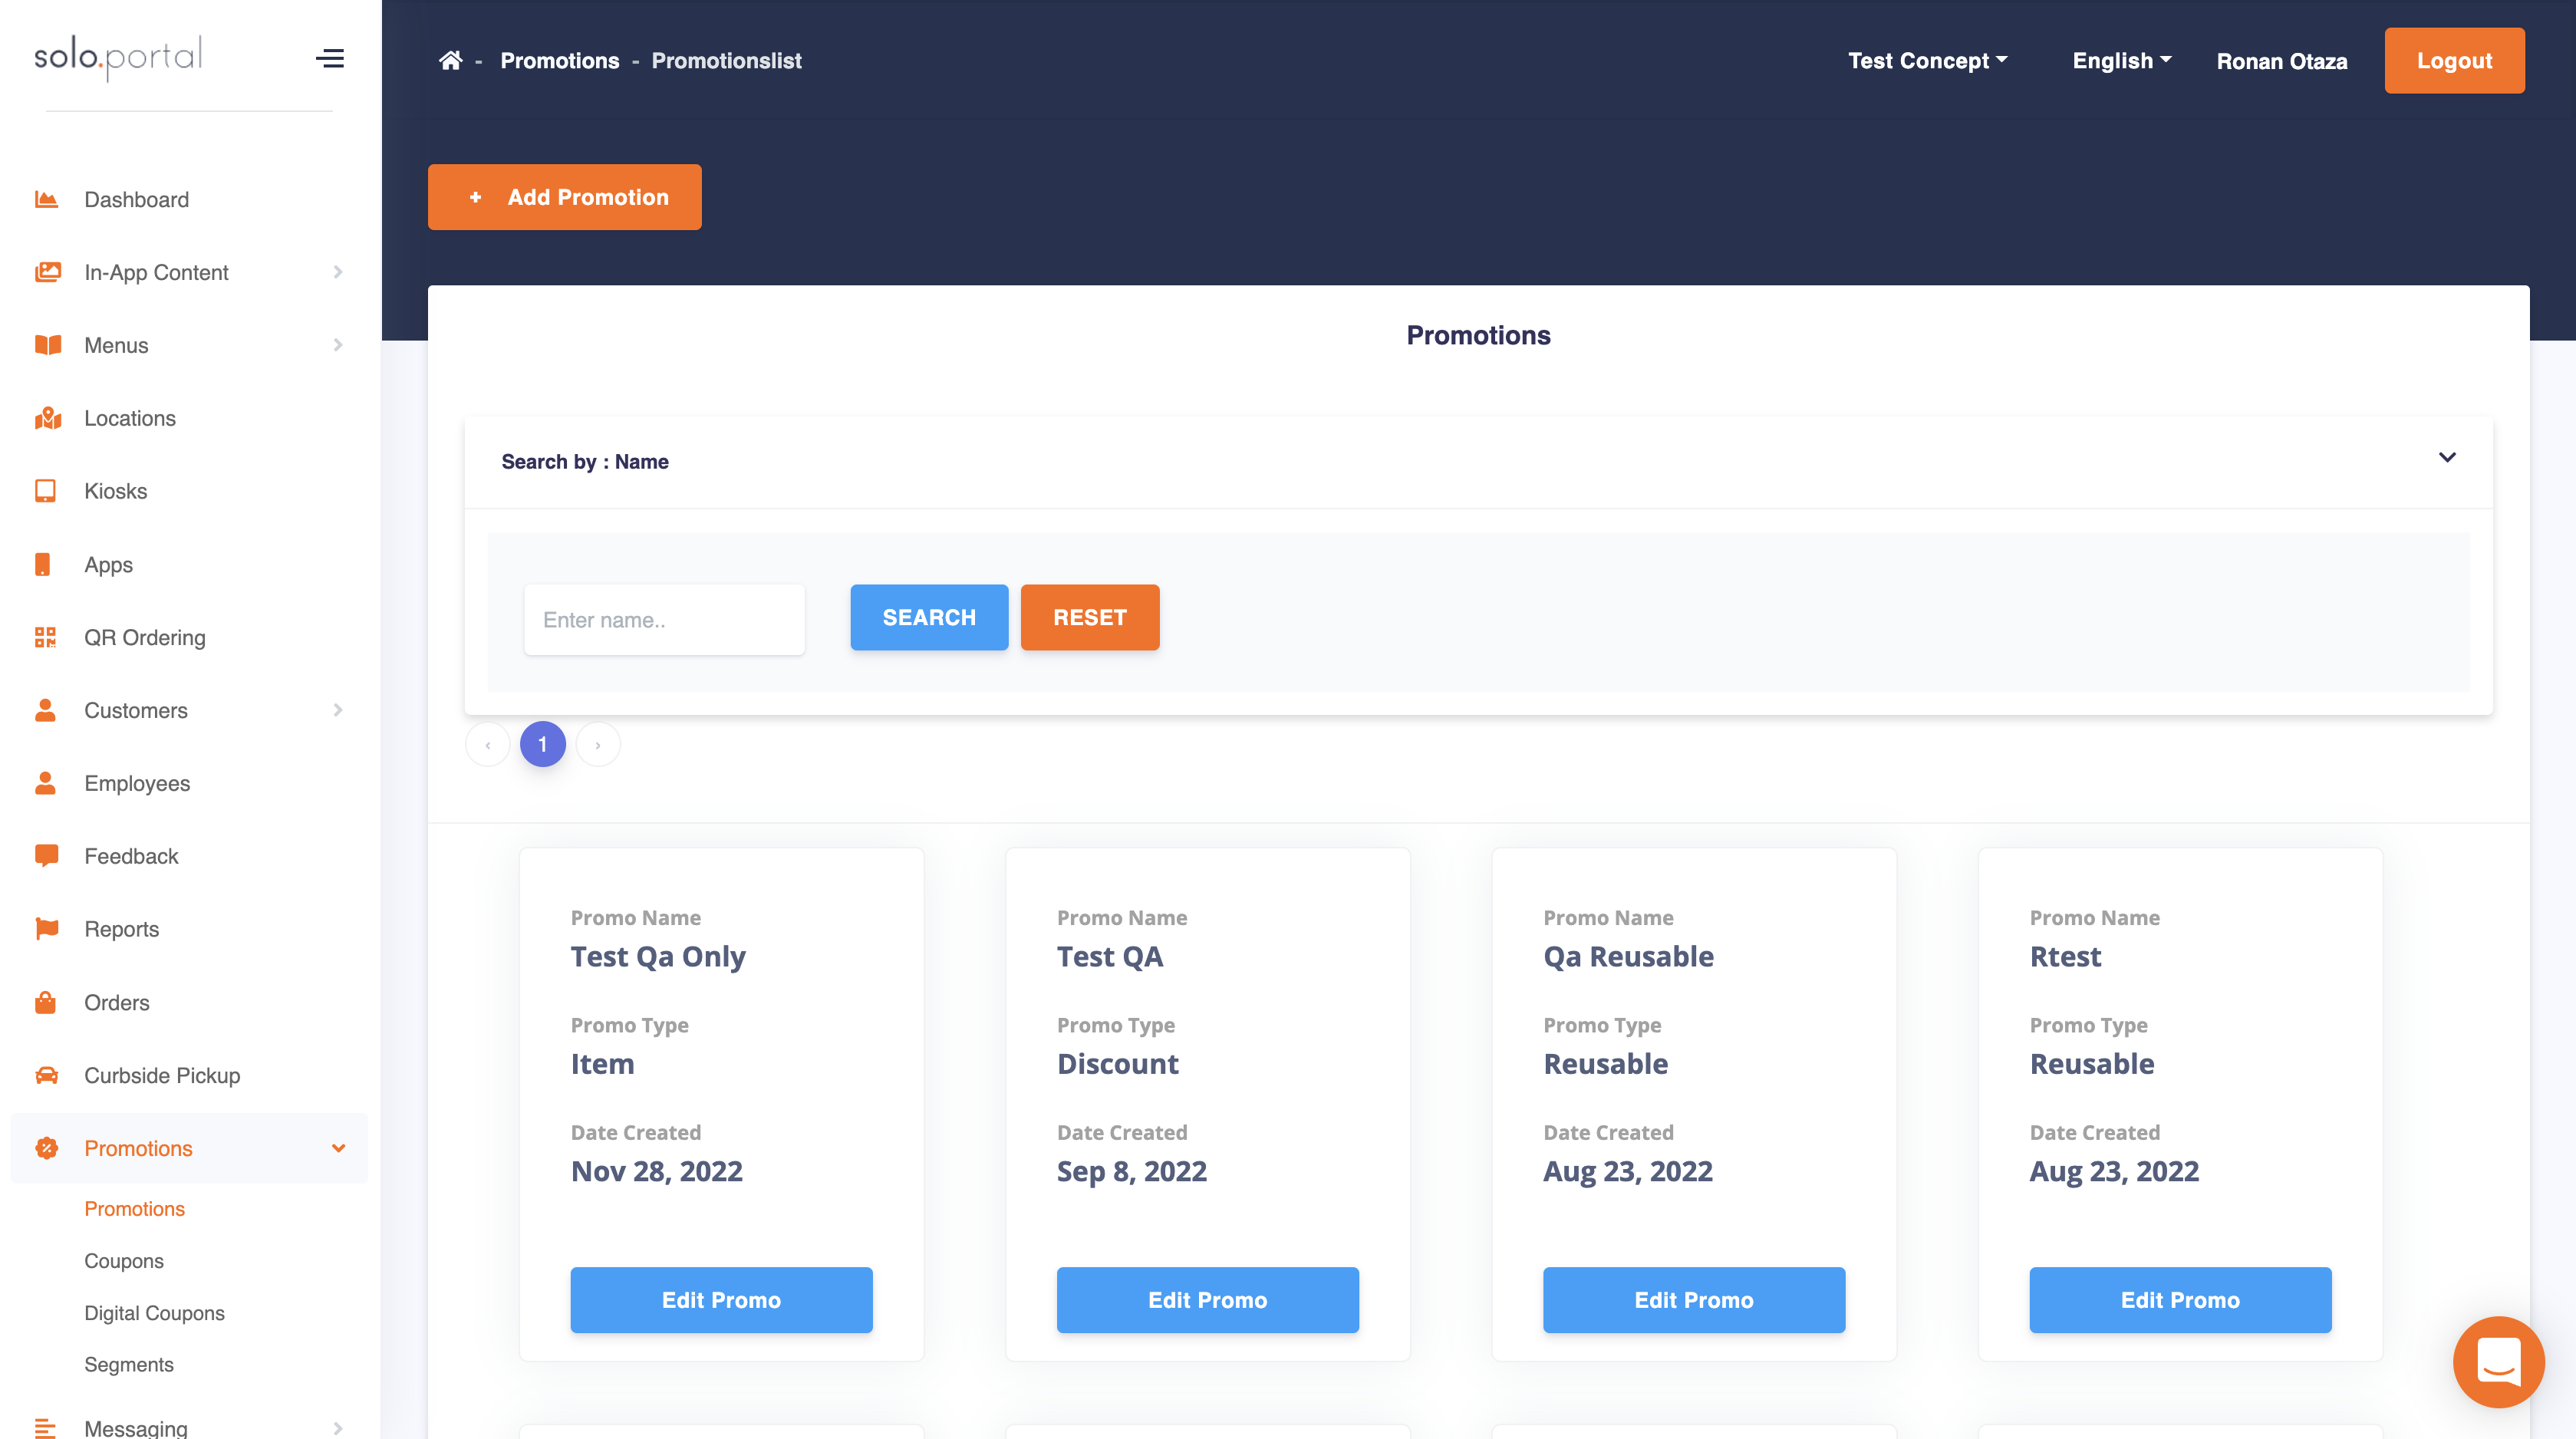 solo.portal
- Promotions - Promotionslist
Test Concept
English
Ronan Otaza
Logout
+ Add Promotion
Dashboard
In-App Content
Menus
Locations
Kiosks
Apps
QR Ordering
Customers
Employees
Feedback
Reports
Orders
Curbside Pickup
Promotions
Promotions
Coupons
Digital Coupons
Segments
Messaging
Promotions
Search by : Name
Enter name..
SEARCH
RESET
‹ 1 ›
Promo Name
Test Qa Only
Promo Type
Item
Date Created
Nov 28, 2022
Edit Promo
Promo Name
Test QA
Promo Type
Discount
Date Created
Sep 8, 2022
Edit Promo
Promo Name
Qa Reusable
Promo Type
Reusable
Date Created
Aug 23, 2022
Edit Promo
Promo Name
Rtest
Promo Type
Reusable
Date Created
Aug 23, 2022
Edit Promo